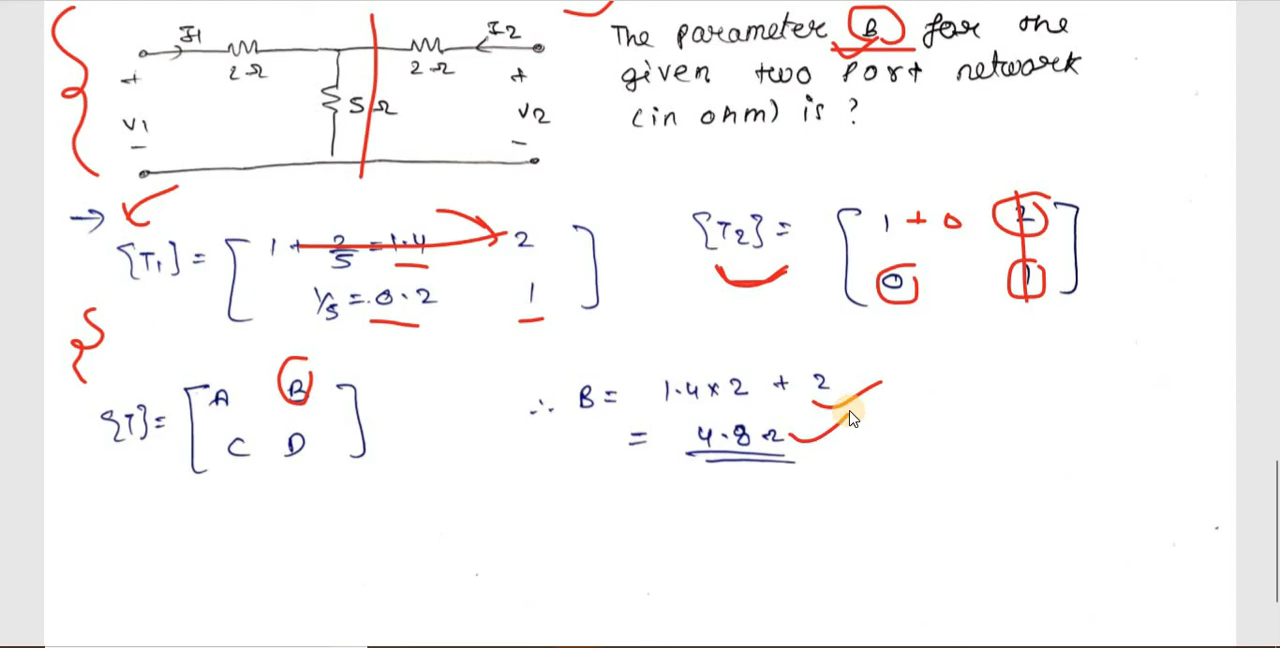 I1
I2
2Ω
2Ω
5Ω
+
V1
−
+
V2
−
The parameter B for the
given two port network
(in ohm) is ?
→ [T1] = [ 1 + 2/5 = 1.4 2
1/5 = 0.2 1 ]
[T2] = [ 1 + 0 2
0 1 ]
[T] = [ A B
C D ]
∴ B = 1.4 × 2 + 2
= 4.8 Ω